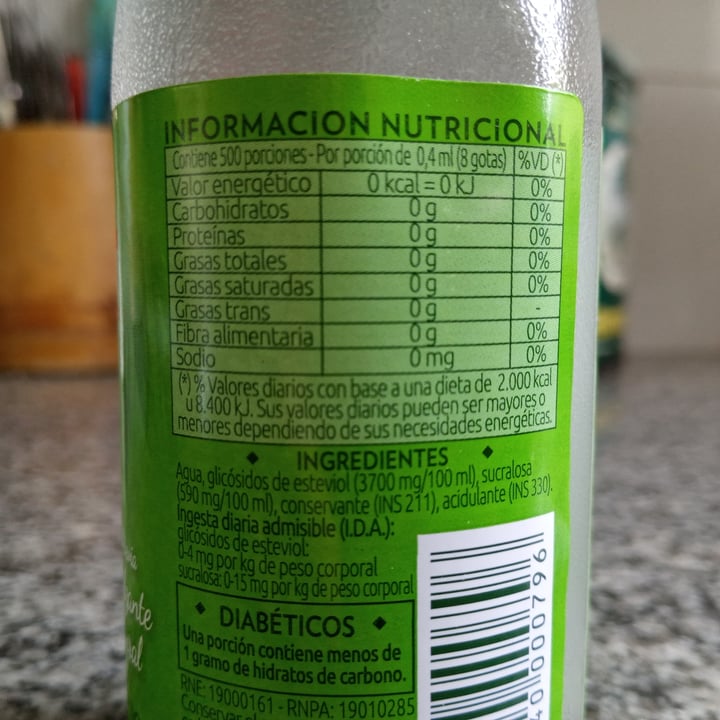 INFORMACION NUTRICIONAL
Contiene 500 porciones - Por porción de 0,4 ml (8 gotas) %VD (*)
Valor energético 0 kcal = 0 kJ 0%
Carbohidratos 0 g 0%
Proteínas 0 g 0%
Grasas totales 0 g 0%
Grasas saturadas 0 g 0%
Grasas trans 0 g -
Fibra alimentaria 0 g 0%
Sodio 0 mg 0%
(*) % Valores diarios con base a una dieta de 2.000 kcal
u 8.400 kJ. Sus valores diarios pueden ser mayores o
menores dependiendo de sus necesidades energéticas.
INGREDIENTES
Agua, glicósidos de esteviol (3700 mg/100 ml), sucralosa
(590 mg/100 ml), conservante (INS 211), acidulante (INS 330).
Ingesta diaria admisible (I.D.A.):
glicósidos de esteviol:
0-4 mg por kg de peso corporal
sucralosa: 0-15 mg por kg de peso corporal
DIABÉTICOS
Una porción contiene menos de
1 gramo de hidratos de carbono.
RNE: 19000161 - RNPA: 19010285
000796